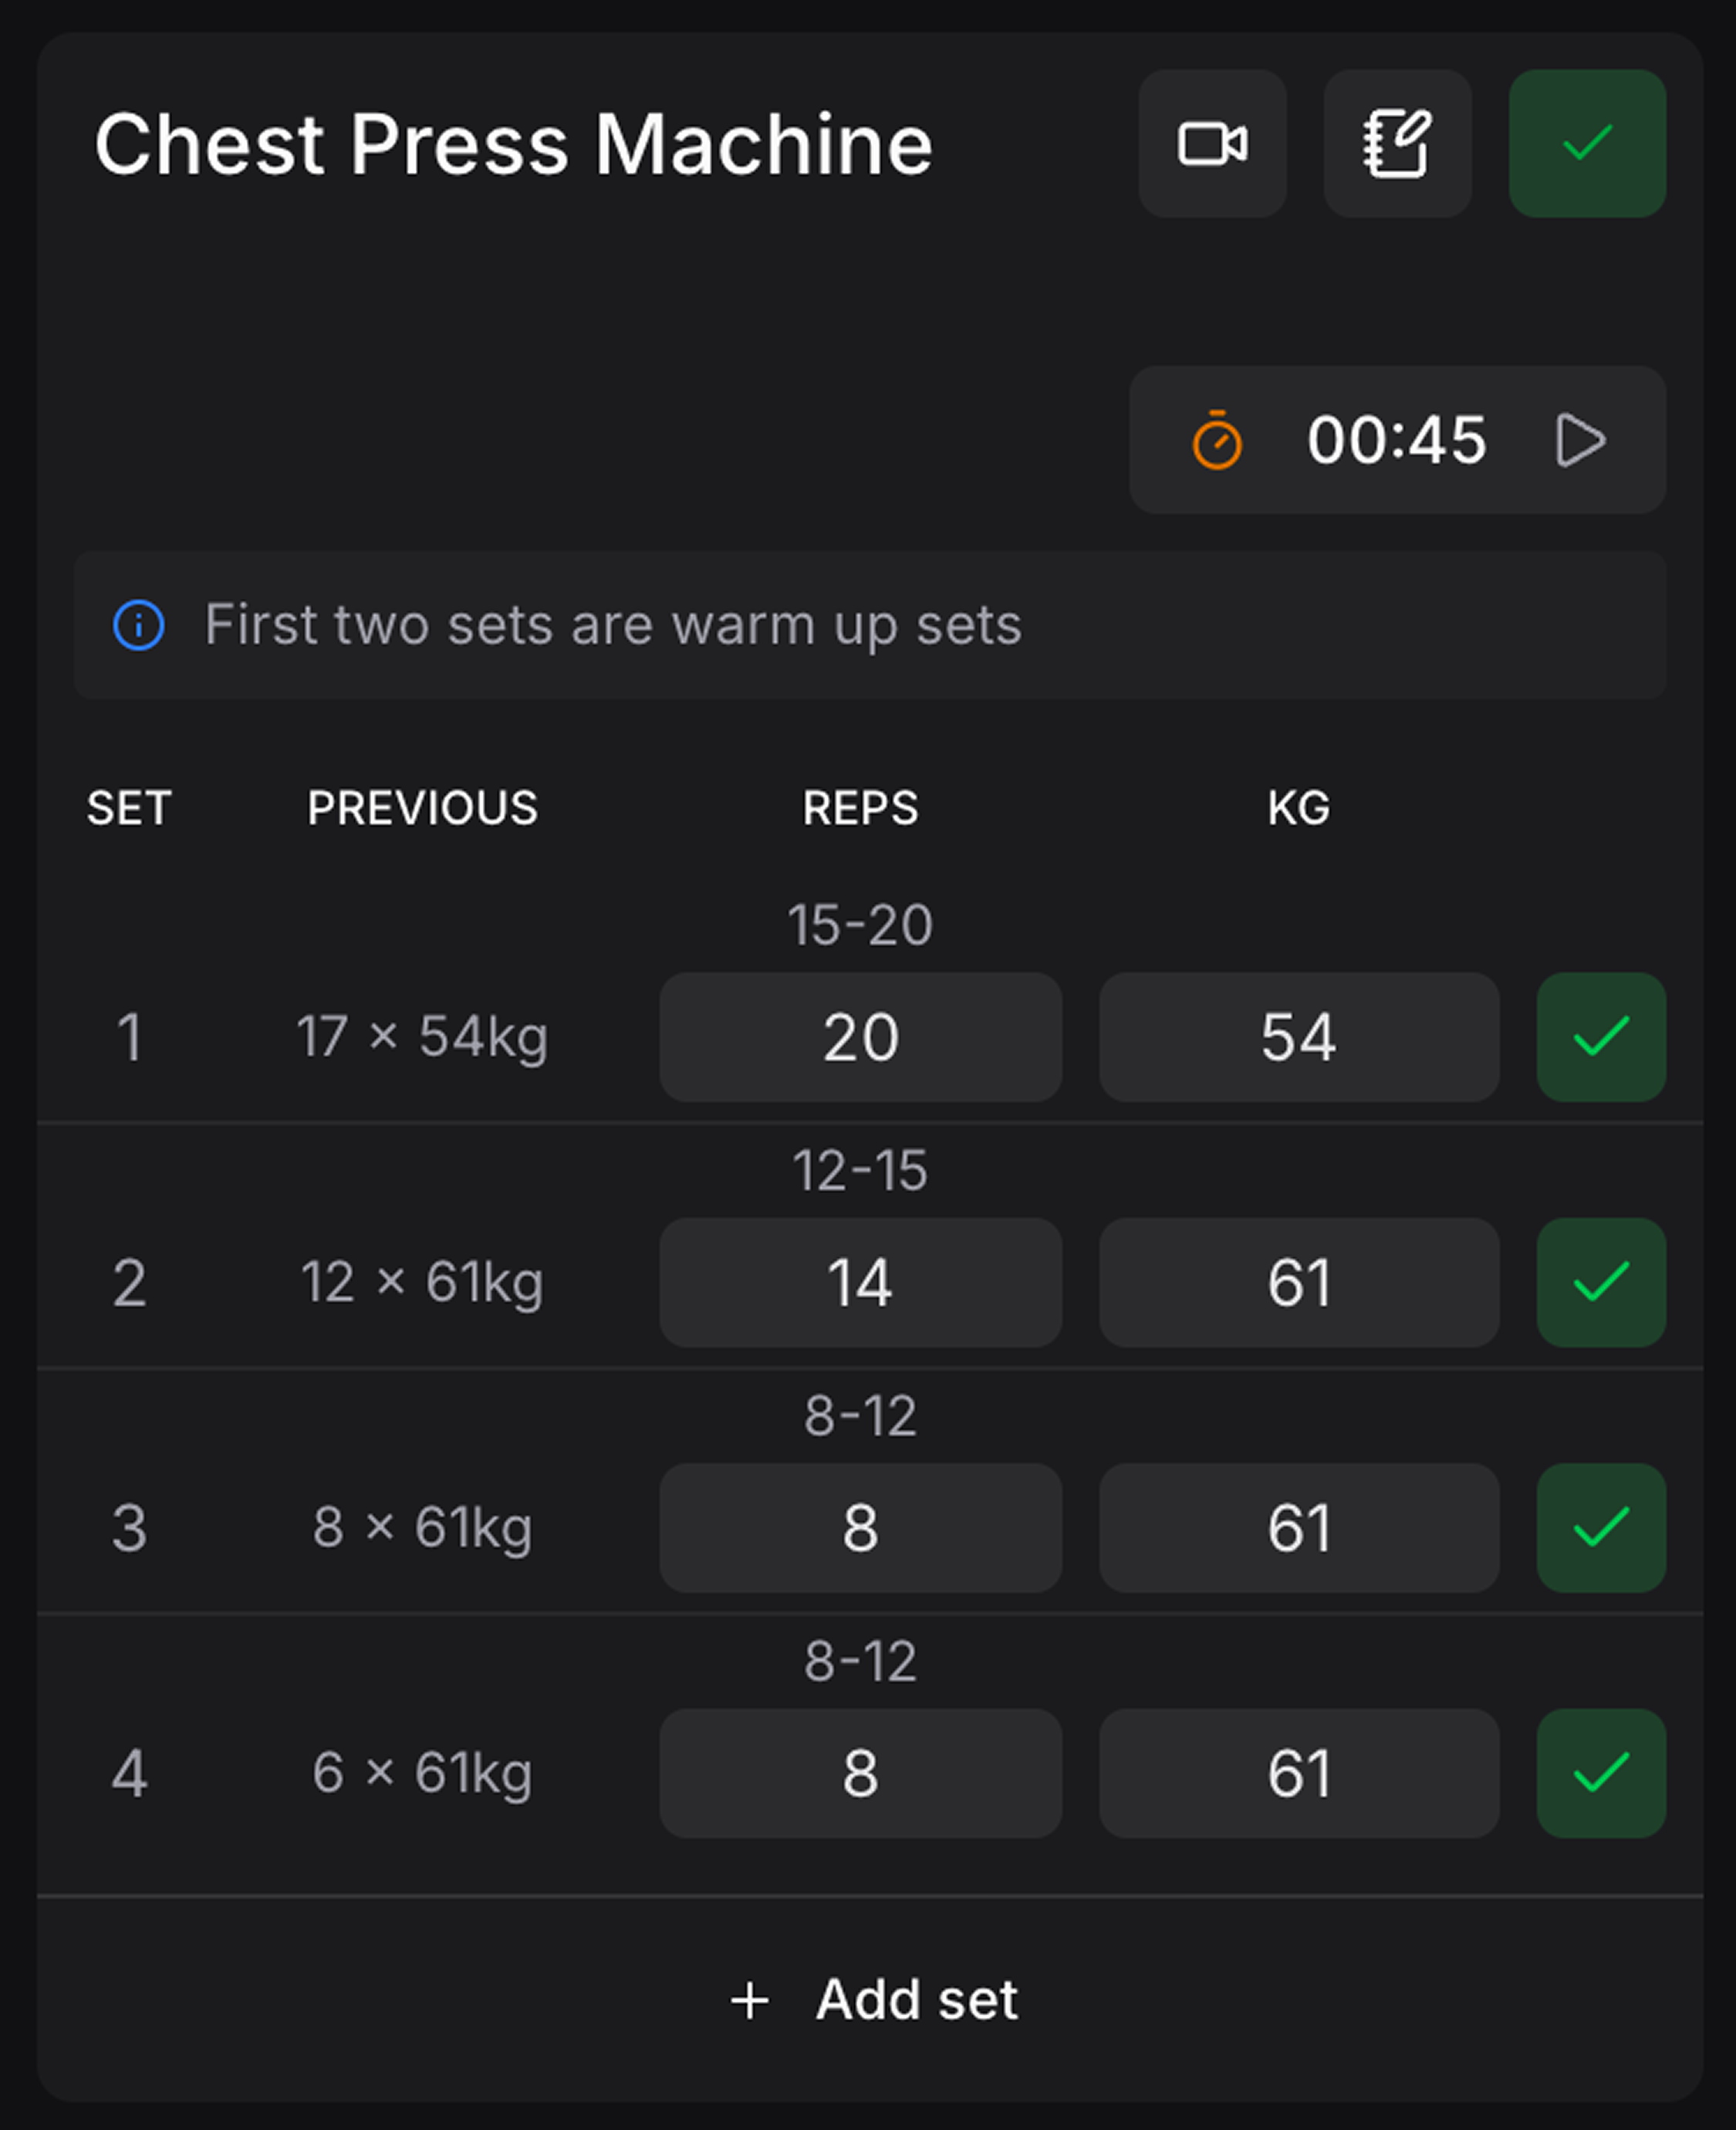 Chest Press Machine
00:45
First two sets are warm up sets
SET PREVIOUS REPS KG
15-20
1 17 × 54kg 20 54
12-15
2 12 × 61kg 14 61
8-12
3 8 × 61kg 8 61
8-12
4 6 × 61kg 8 61
+ Add set